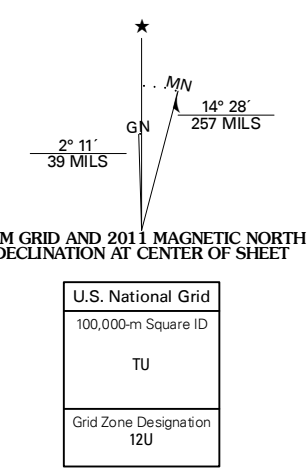 ★
MN
GN
14° 28´
257 MILS
2° 11´
39 MILS
M GRID AND 2011 MAGNETIC NORTH
DECLINATION AT CENTER OF SHEET
U.S. National Grid
100,000-m Square ID
TU
Grid Zone Designation
12U